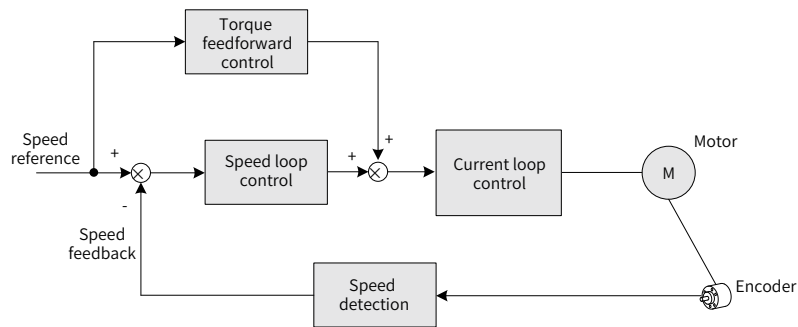 Torque
feedforward
control
Speed
reference
+
Speed loop
control
+
+
Current loop
control
Motor
M
-
Speed
feedback
Speed
detection
Encoder